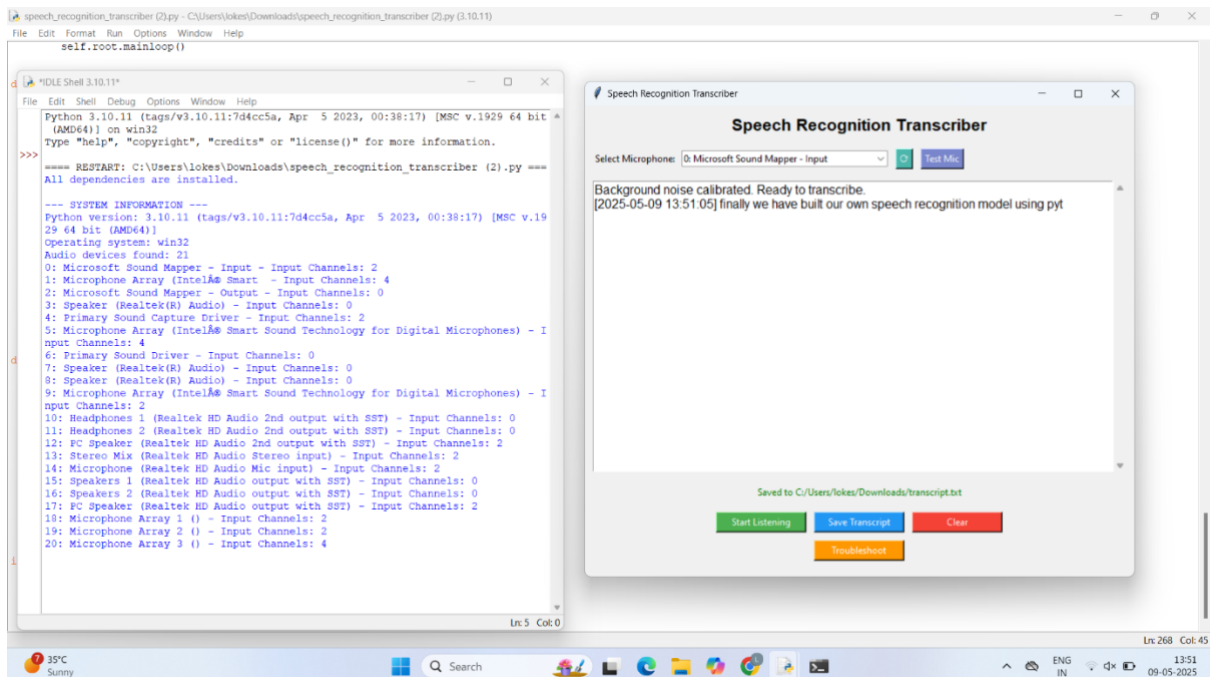 speech_recognition_transcriber (2).py - C:\Users\lokes\Downloads\speech_recognition_transcriber (2).py (3.10.11)
File Edit Format Run Options Window Help
self.root.mainloop()
d
d
i
*IDLE Shell 3.10.11*
File Edit Shell Debug Options Window Help
Python 3.10.11 (tags/v3.10.11:7d4cc5a, Apr 5 2023, 00:38:17) [MSC v.1929 64 bit
(AMD64)] on win32
Type "help", "copyright", "credits" or "license()" for more information.
>>>
==== RESTART: C:\Users\lokes\Downloads\speech_recognition_transcriber (2).py ===
All dependencies are installed.
--- SYSTEM INFORMATION ---
Python version: 3.10.11 (tags/v3.10.11:7d4cc5a, Apr 5 2023, 00:38:17) [MSC v.19
29 64 bit (AMD64)]
Operating system: win32
Audio devices found: 21
0: Microsoft Sound Mapper - Input - Input Channels: 2
1: Microphone Array (IntelÂ® Smart - Input Channels: 4
2: Microsoft Sound Mapper - Output - Input Channels: 0
3: Speaker (Realtek(R) Audio) - Input Channels: 0
4: Primary Sound Capture Driver - Input Channels: 2
5: Microphone Array (IntelÂ® Smart Sound Technology for Digital Microphones) - I
nput Channels: 4
6: Primary Sound Driver - Input Channels: 0
7: Speaker (Realtek(R) Audio) - Input Channels: 0
8: Speaker (Realtek(R) Audio) - Input Channels: 0
9: Microphone Array (IntelÂ® Smart Sound Technology for Digital Microphones) - I
nput Channels: 2
10: Headphones 1 (Realtek HD Audio 2nd output with SST) - Input Channels: 0
11: Headphones 2 (Realtek HD Audio 2nd output with SST) - Input Channels: 0
12: PC Speaker (Realtek HD Audio 2nd output with SST) - Input Channels: 2
13: Stereo Mix (Realtek HD Audio Stereo input) - Input Channels: 2
14: Microphone (Realtek HD Audio Mic input) - Input Channels: 2
15: Speakers 1 (Realtek HD Audio output with SST) - Input Channels: 0
16: Speakers 2 (Realtek HD Audio output with SST) - Input Channels: 0
17: PC Speaker (Realtek HD Audio output with SST) - Input Channels: 2
18: Microphone Array 1 () - Input Channels: 2
19: Microphone Array 2 () - Input Channels: 2
20: Microphone Array 3 () - Input Channels: 4
Ln: 5 Col: 0
Speech Recognition Transcriber
Speech Recognition Transcriber
Select Microphone: 0: Microsoft Sound Mapper - Input Test Mic
Background noise calibrated. Ready to transcribe.
[2025-05-09 13:51:05] finally we have built our own speech recognition model using pyt
Saved to C:/Users/lokes/Downloads/transcript.txt
Start Listening Save Transcript Clear
Troubleshoot
Ln: 268 Col: 45
7
35°C
Sunny
Search
ENG
IN
13:51
09-05-2025